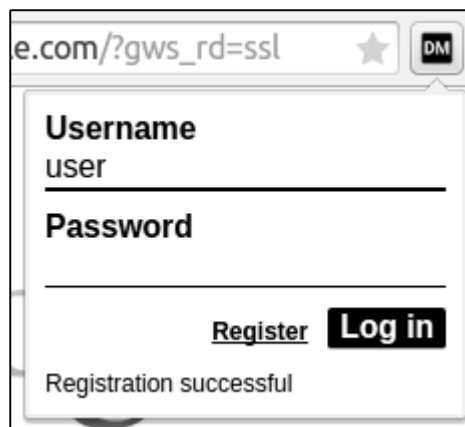 e.com/?gws_rd=ssl
DM
Username
user
Password
Register Log in
Registration successful